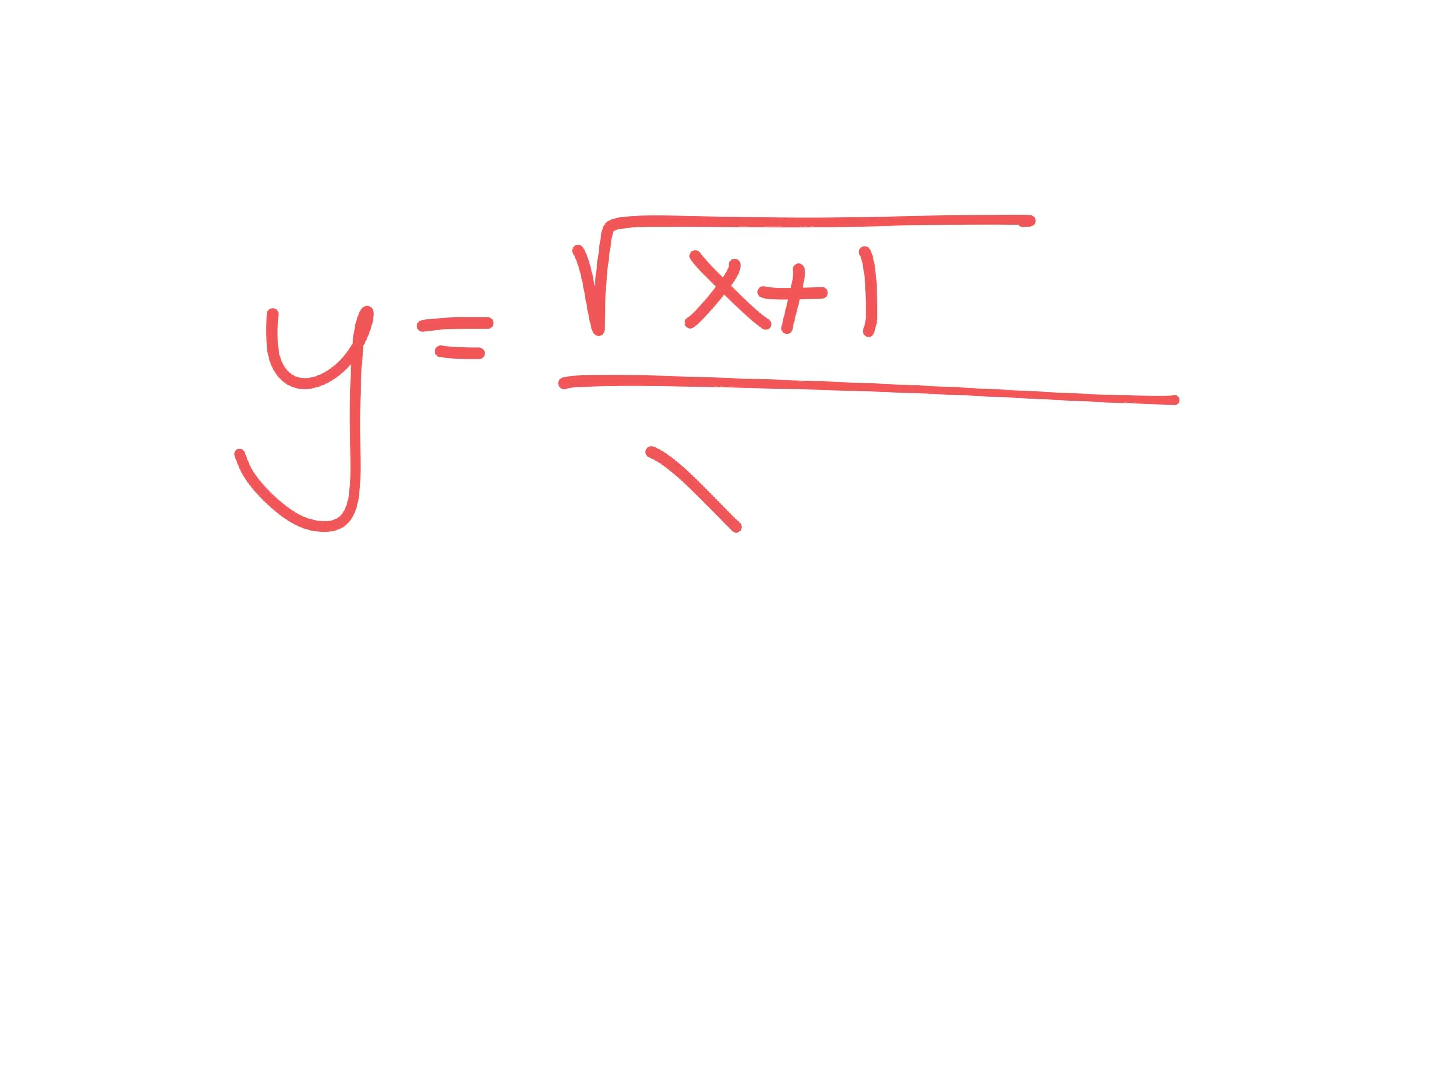 y = √(x+1) / \